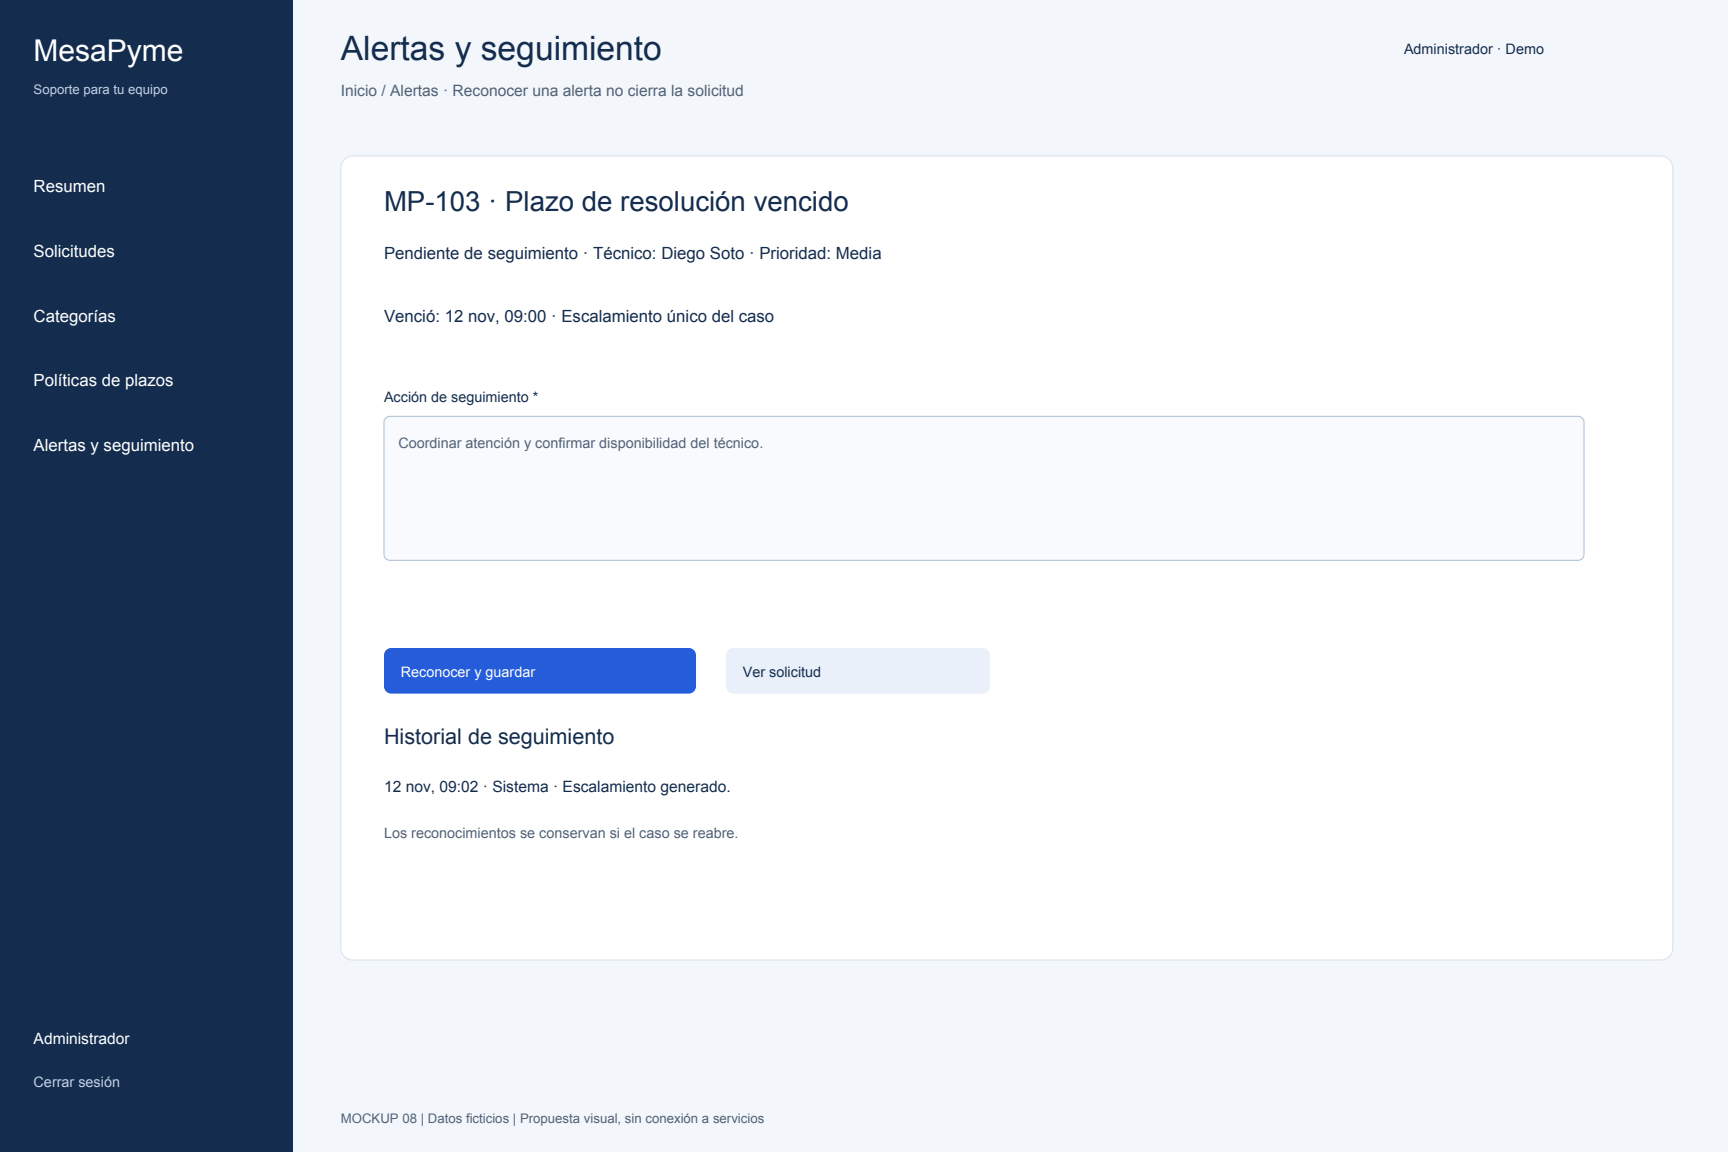 MesaPyme
Soporte para tu equipo
Resumen
Solicitudes
Categorías
Políticas de plazos
Alertas y seguimiento
Administrador
Cerrar sesión
Alertas y seguimiento
Administrador · Demo
Inicio / Alertas · Reconocer una alerta no cierra la solicitud
MP-103 · Plazo de resolución vencido
Pendiente de seguimiento · Técnico: Diego Soto · Prioridad: Media
Venció: 12 nov, 09:00 · Escalamiento único del caso
Acción de seguimiento *
Coordinar atención y confirmar disponibilidad del técnico.
Reconocer y guardar
Ver solicitud
Historial de seguimiento
12 nov, 09:02 · Sistema · Escalamiento generado.
Los reconocimientos se conservan si el caso se reabre.
MOCKUP 08 | Datos ficticios | Propuesta visual, sin conexión a servicios